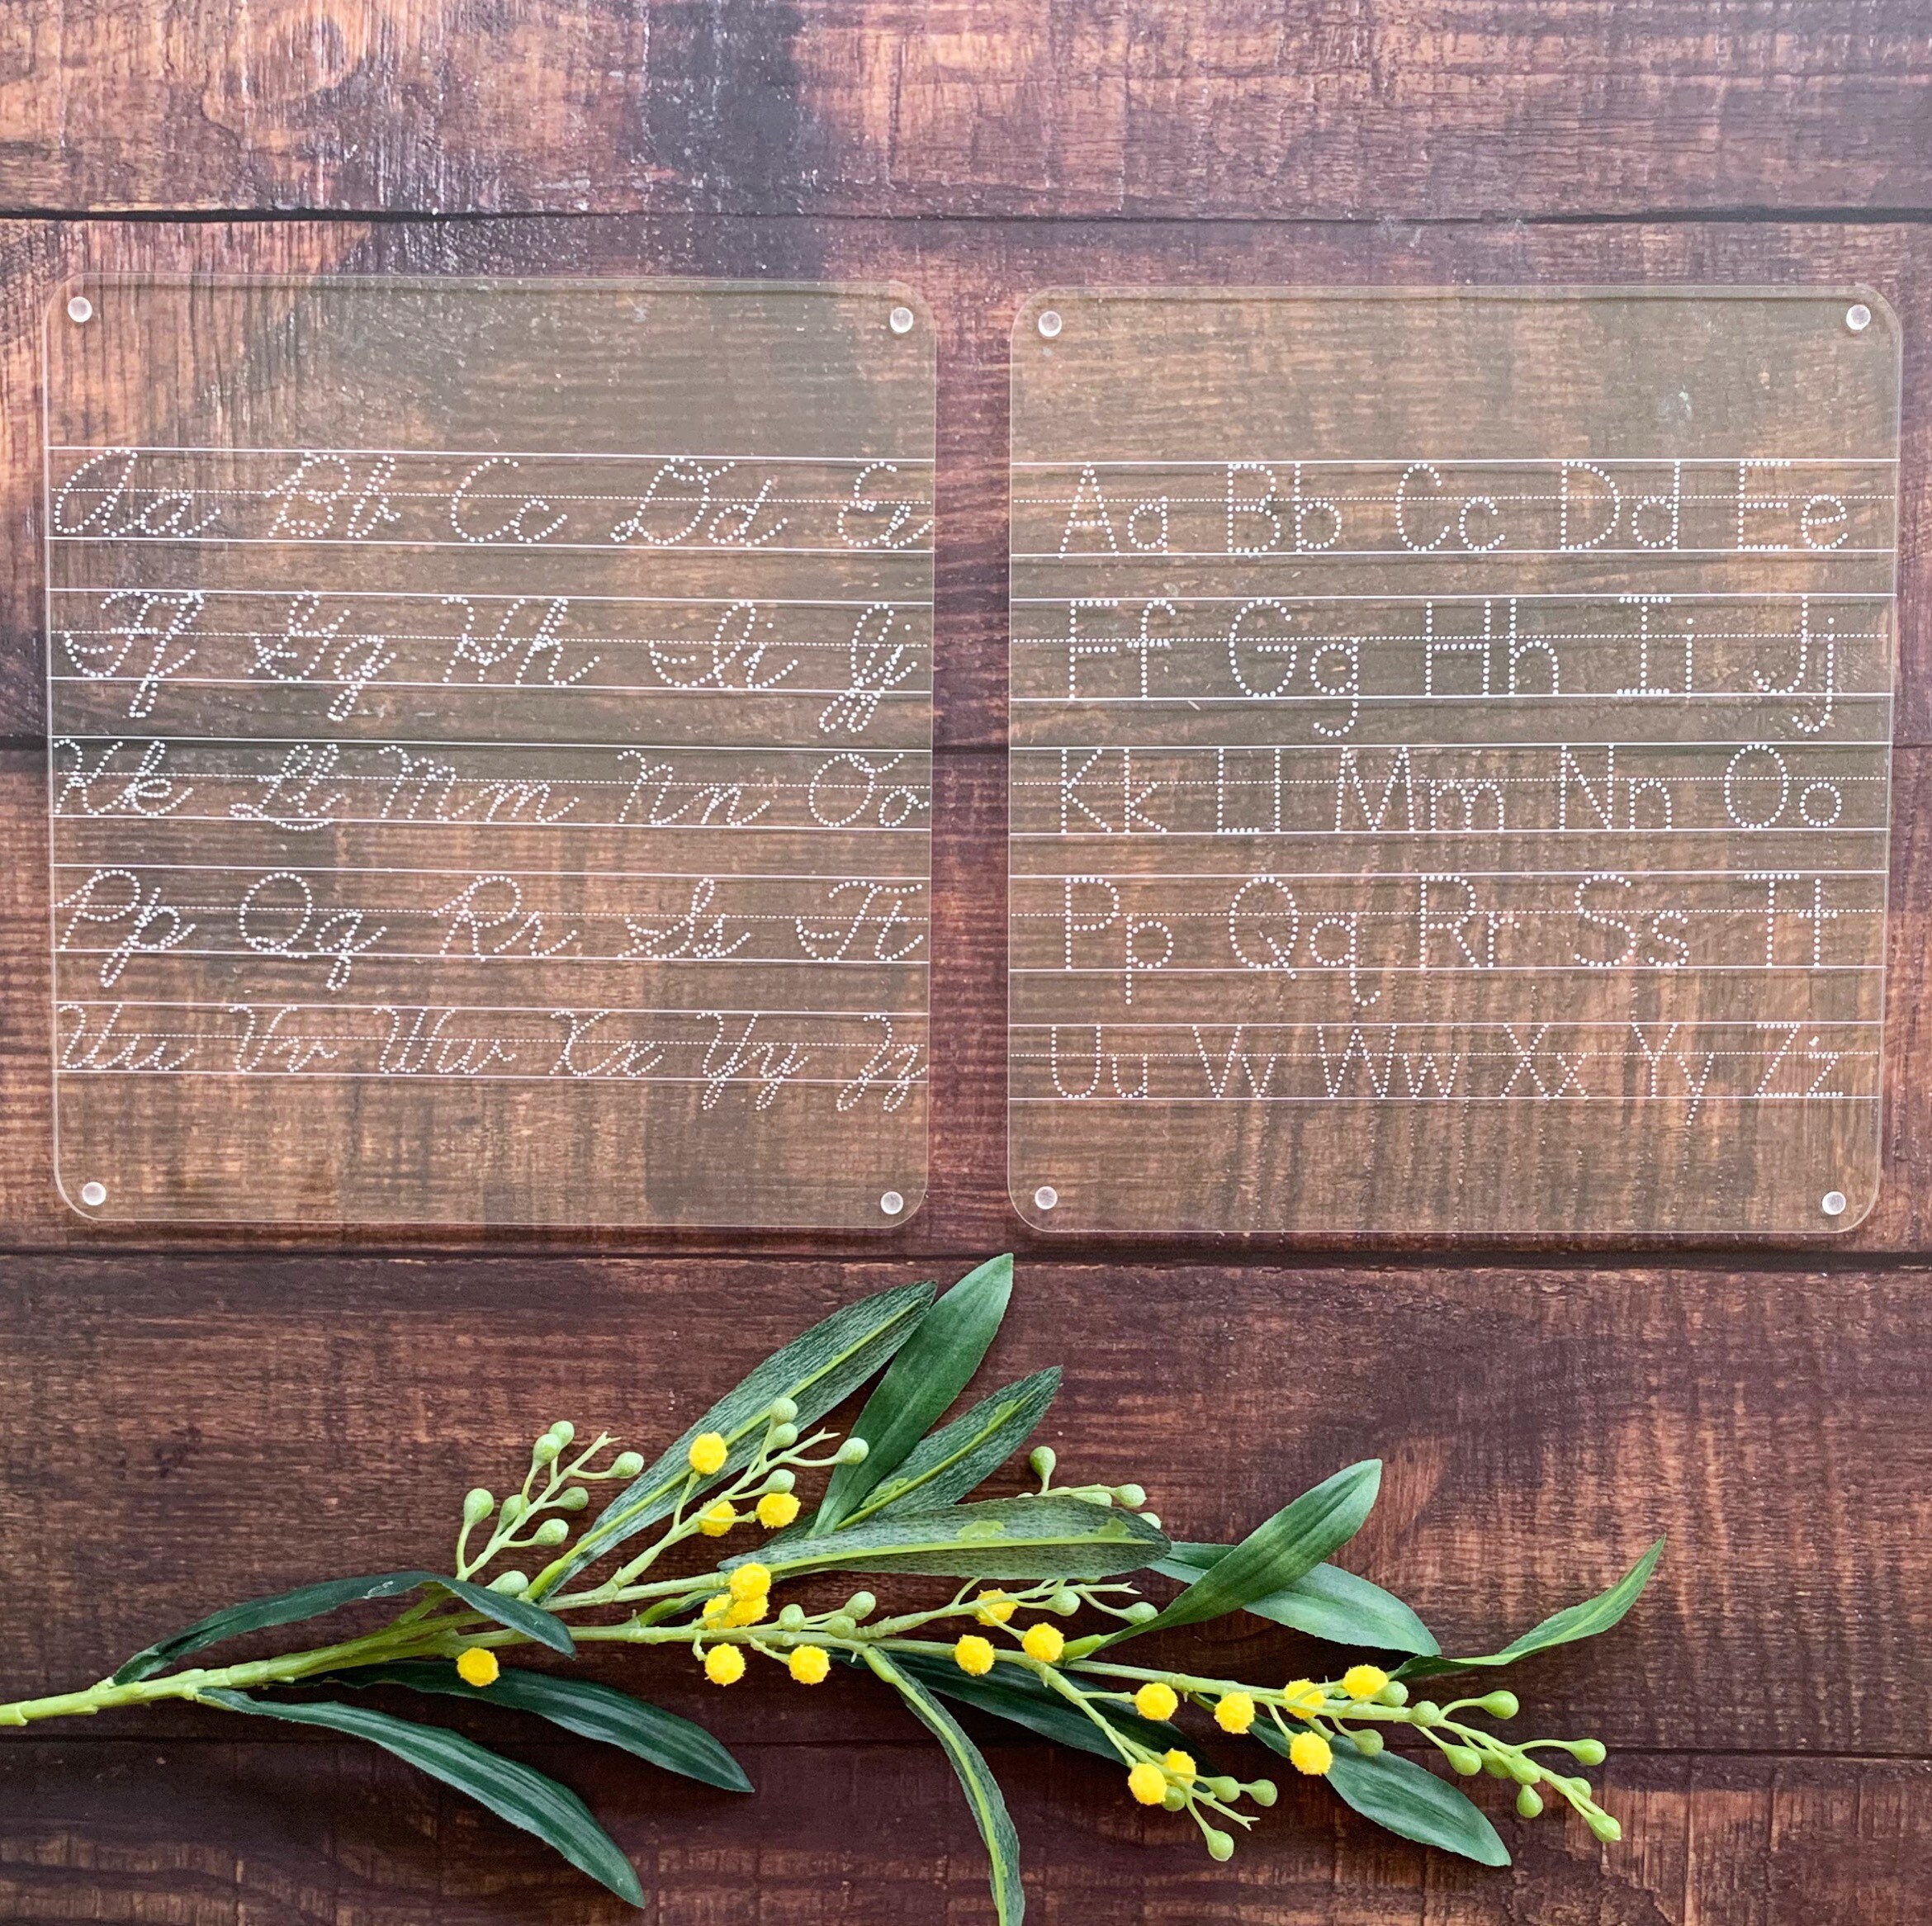 Aa Bb Cc Dd Ee
Ff Gg Hh Ii Jj
Kk Ll Mm Nn Oo
Pp Qq Rr Ss Tt
Uu Vv Ww Xx Yy Zz
Aa Bb Cc Dd Ee
Ff Gg Hh Ii Jj
Kk Ll Mm Nn Oo
Pp Qq Rr Ss Tt
Uu Vv Ww Xx Yy Zz